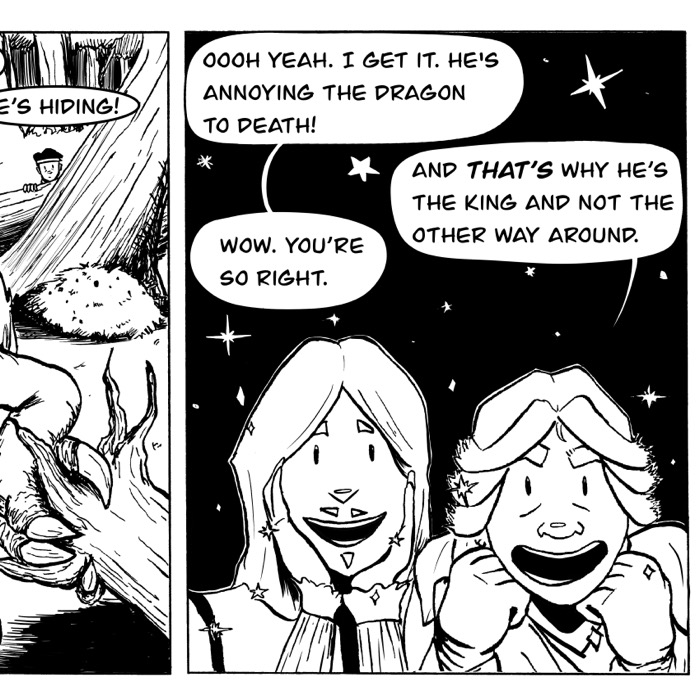 E'S HIDING!
OOOH YEAH. I GET IT. HE'S
ANNOYING THE DRAGON
TO DEATH!
WOW. YOU'RE
SO RIGHT.
AND THAT'S WHY HE'S
THE KING AND NOT THE
OTHER WAY AROUND.